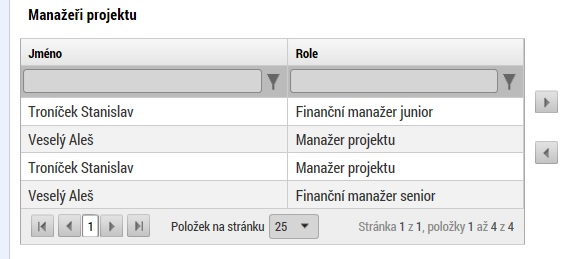 Manažeři projektu
Jméno Role
Troníček Stanislav Finanční manažer junior
Veselý Aleš Manažer projektu
Troníček Stanislav Manažer projektu
Veselý Aleš Finanční manažer senior
1 Položek na stránku 25 Stránka 1 z 1, položky 1 až 4 z 4